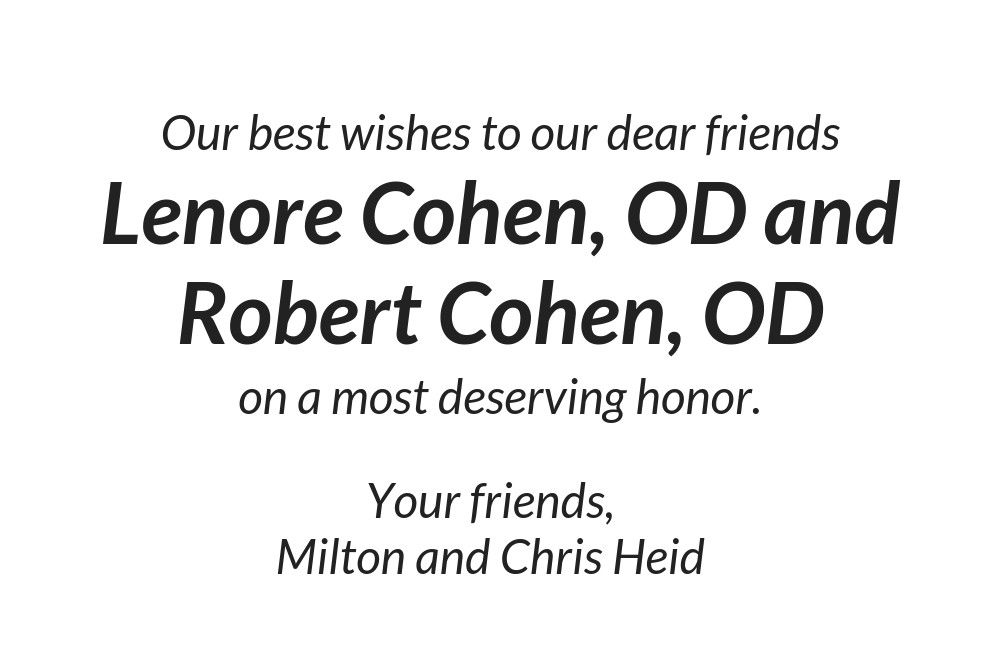 Our best wishes to our dear friends
Lenore Cohen, OD and
Robert Cohen, OD
on a most deserving honor.
Your friends,
Milton and Chris Heid